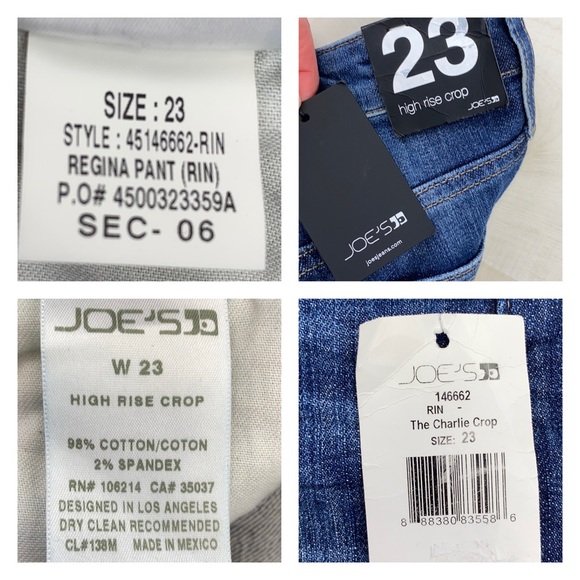 SIZE : 23
STYLE : 45146662-RIN
REGINA PANT (RIN)
P.O# 4500323359A
SEC- 06
23
high rise crop
JOE'S
JOE'S
joesjeans.com
JOE'S
W 23
HIGH RISE CROP
98% COTTON/COTON
2% SPANDEX
RN# 106214 CA# 35037
DESIGNED IN LOS ANGELES
DRY CLEAN RECOMMENDED
CL#138M MADE IN MEXICO
JOE'S
146662
RIN -
The Charlie Crop
SIZE: 23
8 88380 83558 6